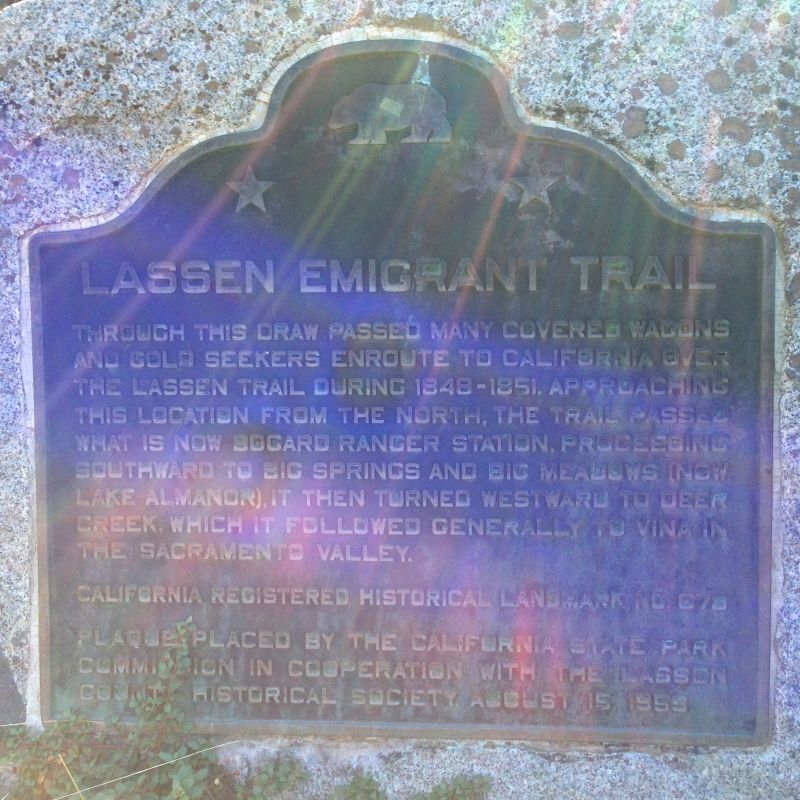 LASSEN EMIGRANT TRAIL
THROUGH THIS DRAW PASSED MANY COVERED WAGONS
AND GOLD SEEKERS ENROUTE TO CALIFORNIA OVER
THE LASSEN TRAIL DURING 1848-1851. APPROACHING
THIS LOCATION FROM THE NORTH, THE TRAIL PASSED
WHAT IS NOW BOGARD RANGER STATION, PROCEEDING
SOUTHWARD TO BIG SPRINGS AND BIG MEADOWS (NOW
LAKE ALMANOR), IT THEN TURNED WESTWARD TO DEER
CREEK, WHICH IT FOLLOWED GENERALLY TO VINA IN
THE SACRAMENTO VALLEY.
CALIFORNIA REGISTERED HISTORICAL LANDMARK NO. 678
PLAQUE PLACED BY THE CALIFORNIA STATE PARK
COMMISSION IN COOPERATION WITH THE LASSEN
COUNTY HISTORICAL SOCIETY, AUGUST 15, 1959.